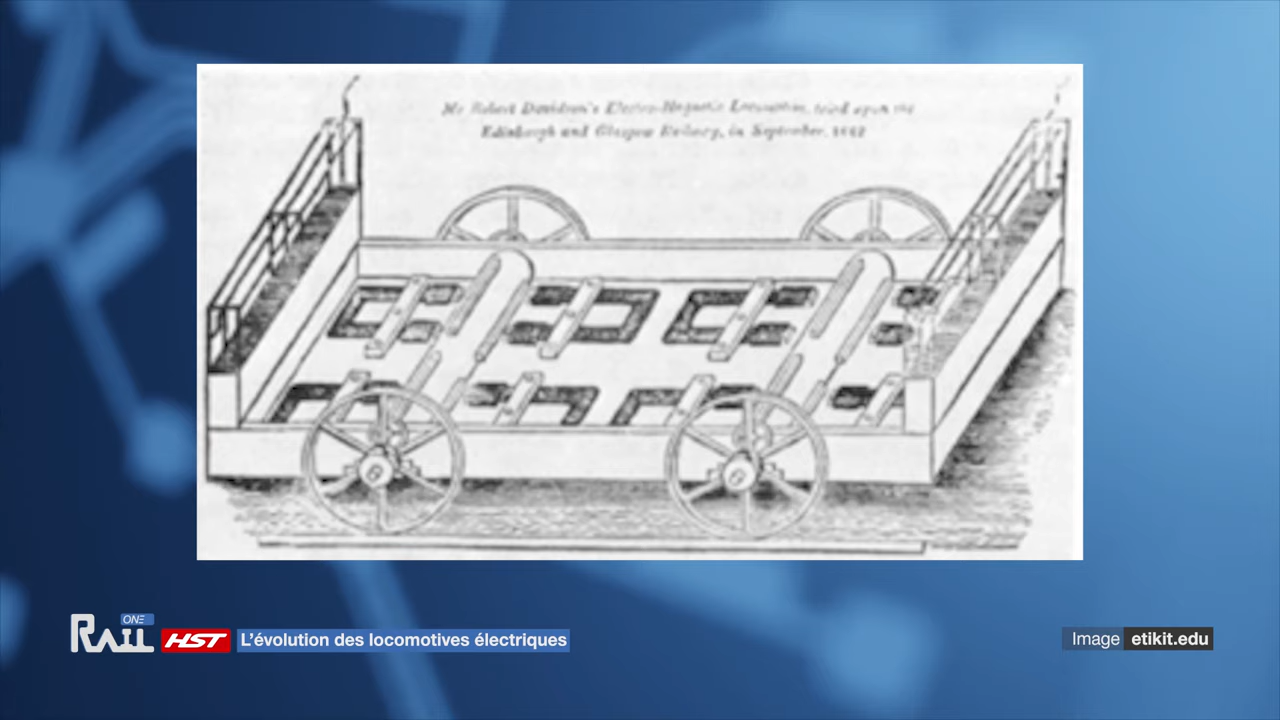 Mr Robert Davidson's Electro-Magnetic Locomotive, tried upon the
Edinburgh and Glasgow Railway, in September, 1842
RAIL ONE HST L'évolution des locomotives électriques
Image etikit.edu